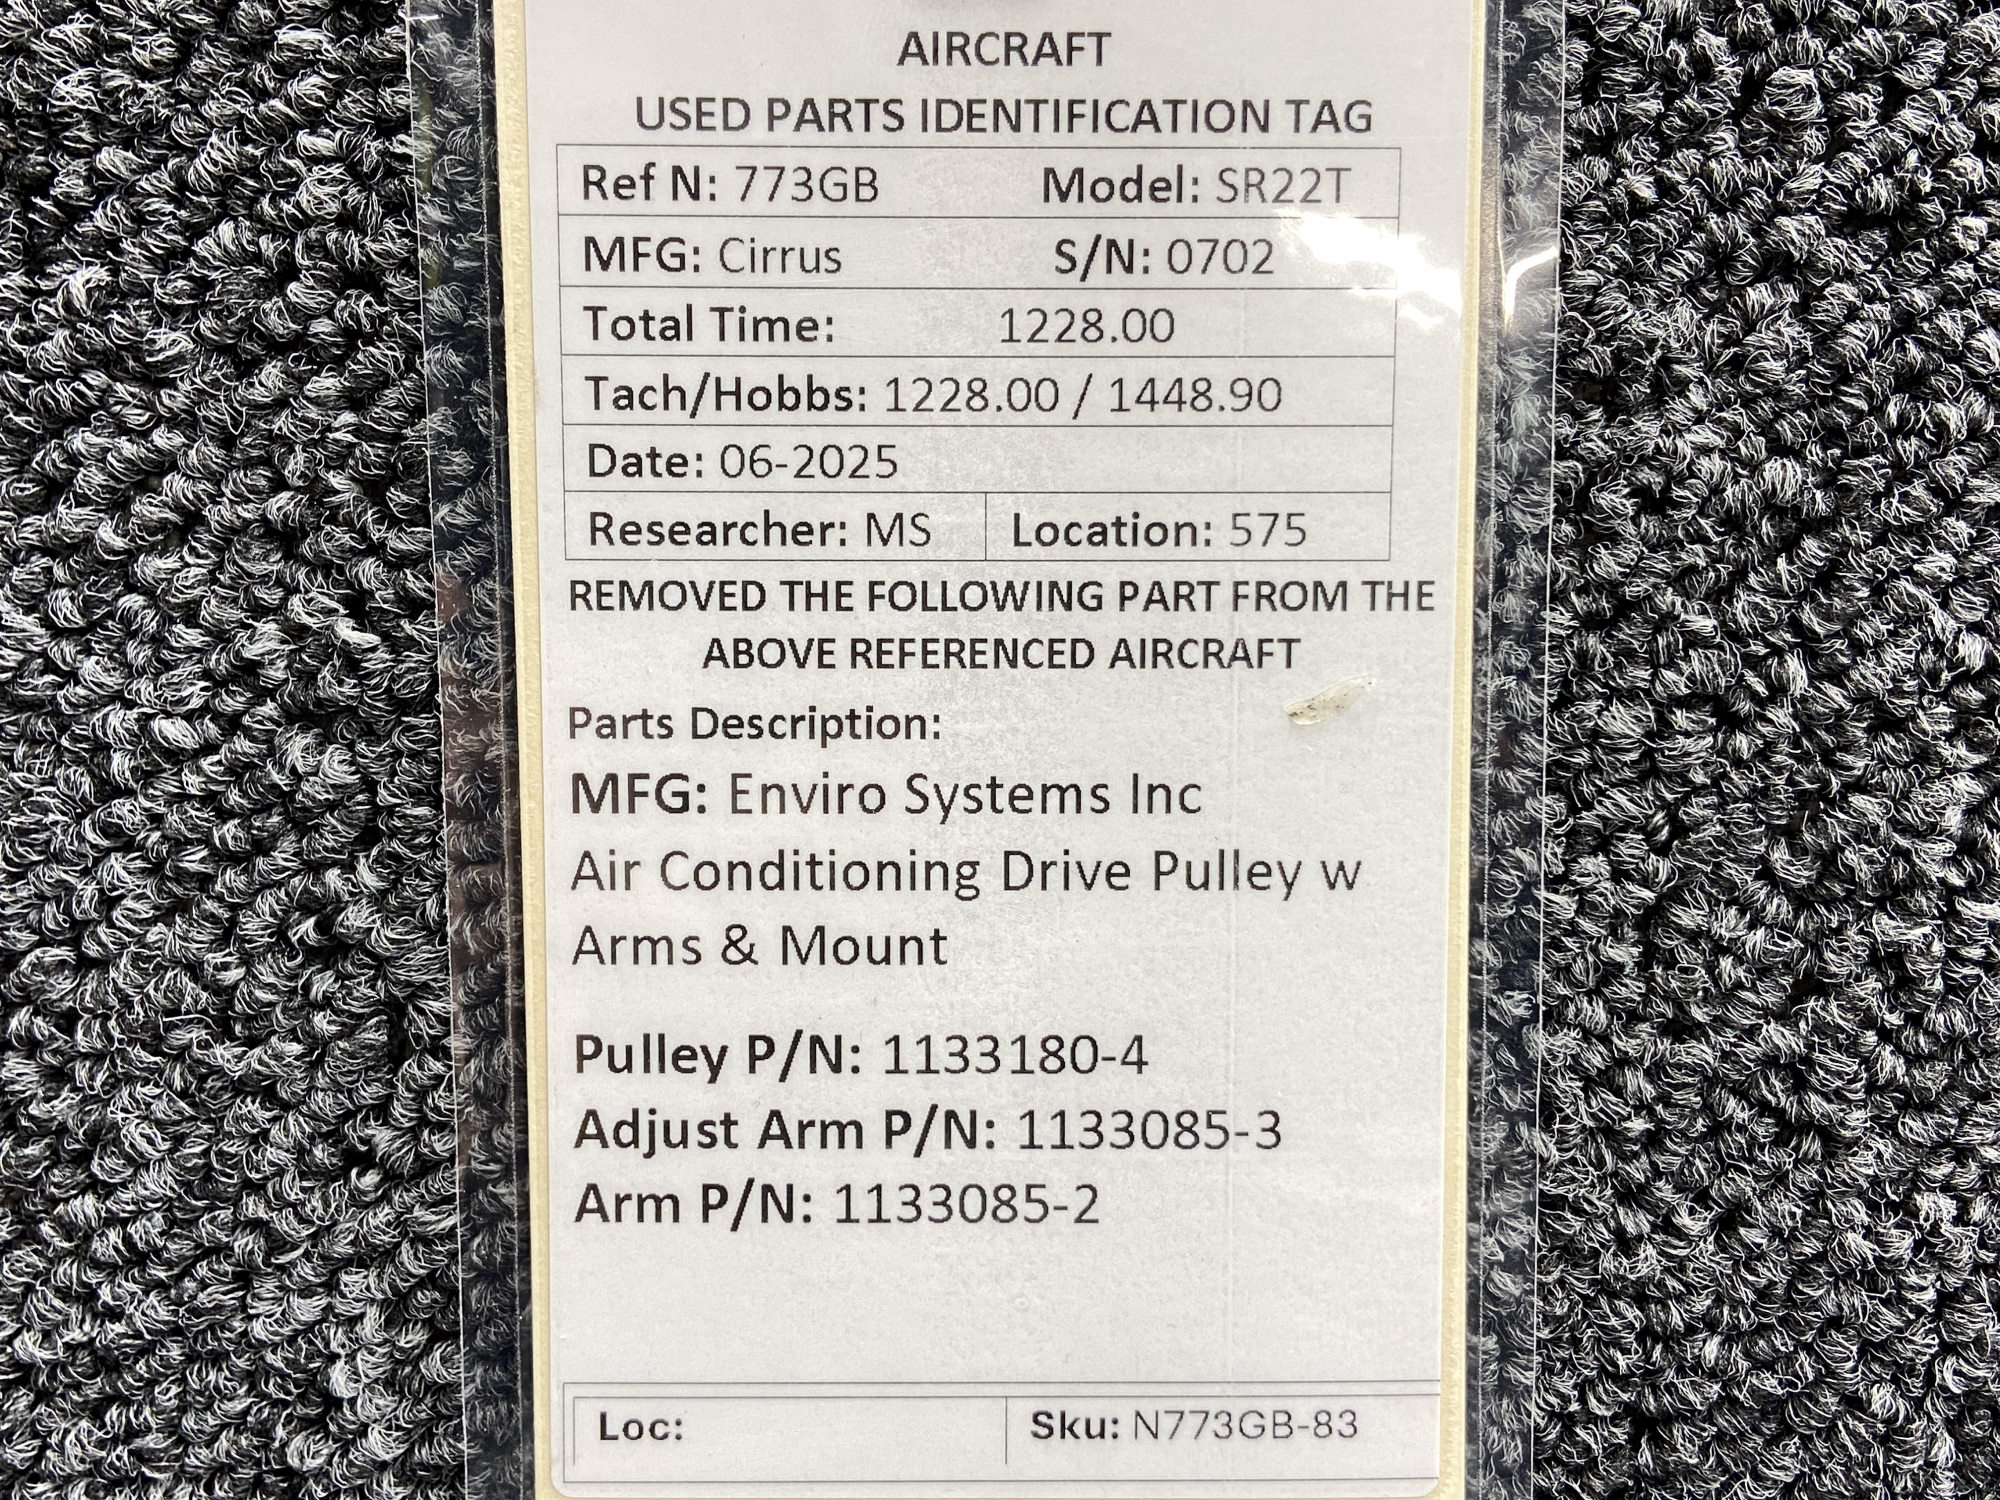 AIRCRAFT
USED PARTS IDENTIFICATION TAG
Ref N: 773GB Model: SR22T
MFG: Cirrus S/N: 0702
Total Time: 1228.00
Tach/Hobbs: 1228.00 / 1448.90
Date: 06-2025
Researcher: MS Location: 575
REMOVED THE FOLLOWING PART FROM THE
ABOVE REFERENCED AIRCRAFT
Parts Description:
MFG: Enviro Systems Inc
Air Conditioning Drive Pulley w
Arms & Mount
Pulley P/N: 1133180-4
Adjust Arm P/N: 1133085-3
Arm P/N: 1133085-2
Loc: Sku: N773GB-83